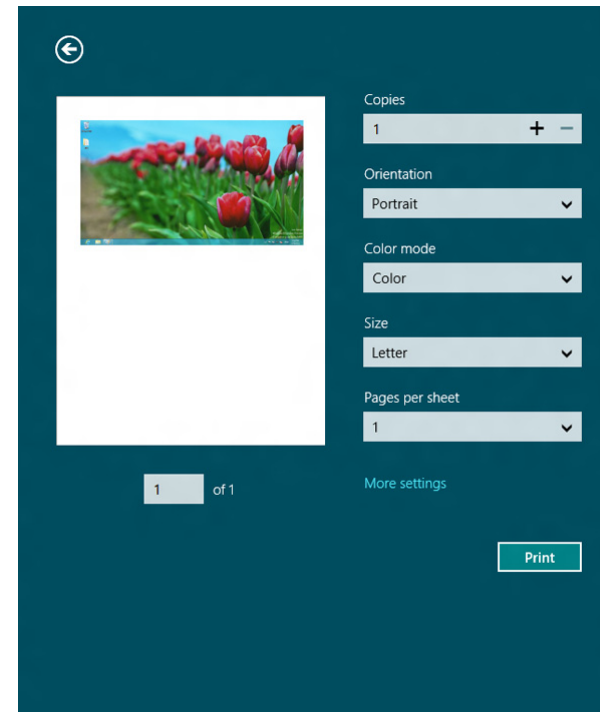 Copies
1
Orientation
Portrait
Color mode
Color
Size
Letter
Pages per sheet
1
1 of 1
More settings
Print